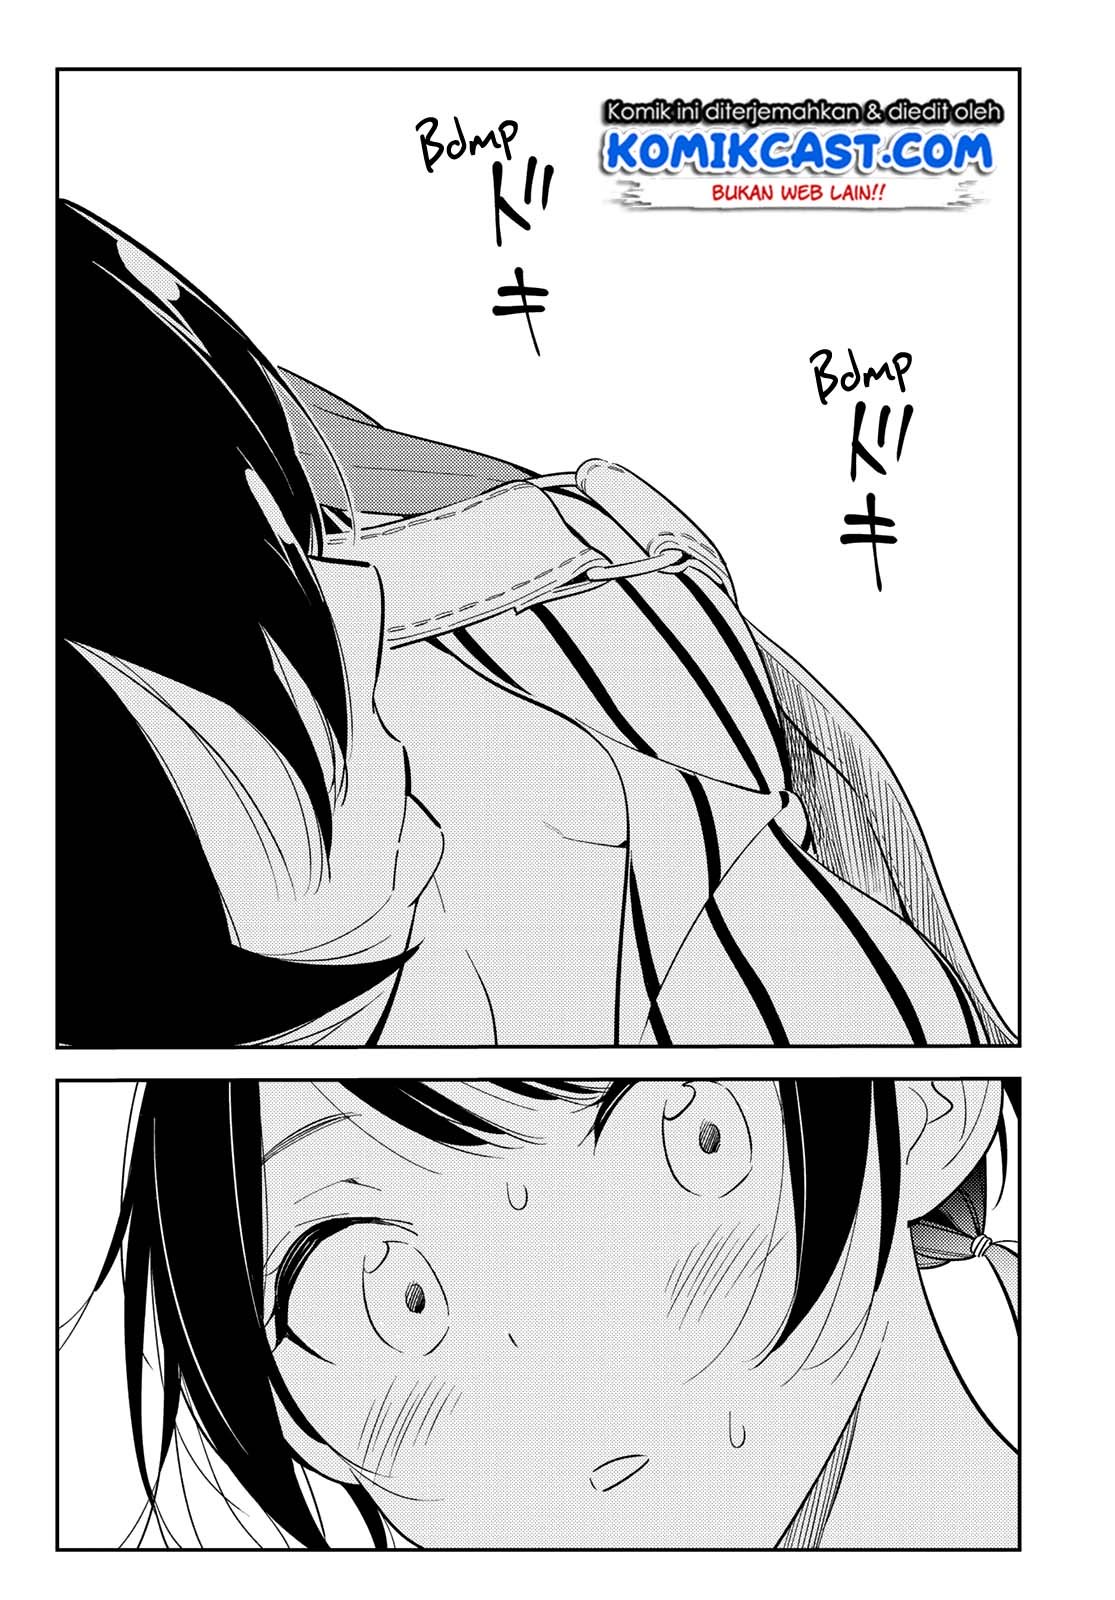 Komik ini diterjemahkan & diedit oleh
KOMIKCAST.COM
BUKAN WEB LAIN!!
Bdmp
ドキ
Bdmp
ドキ